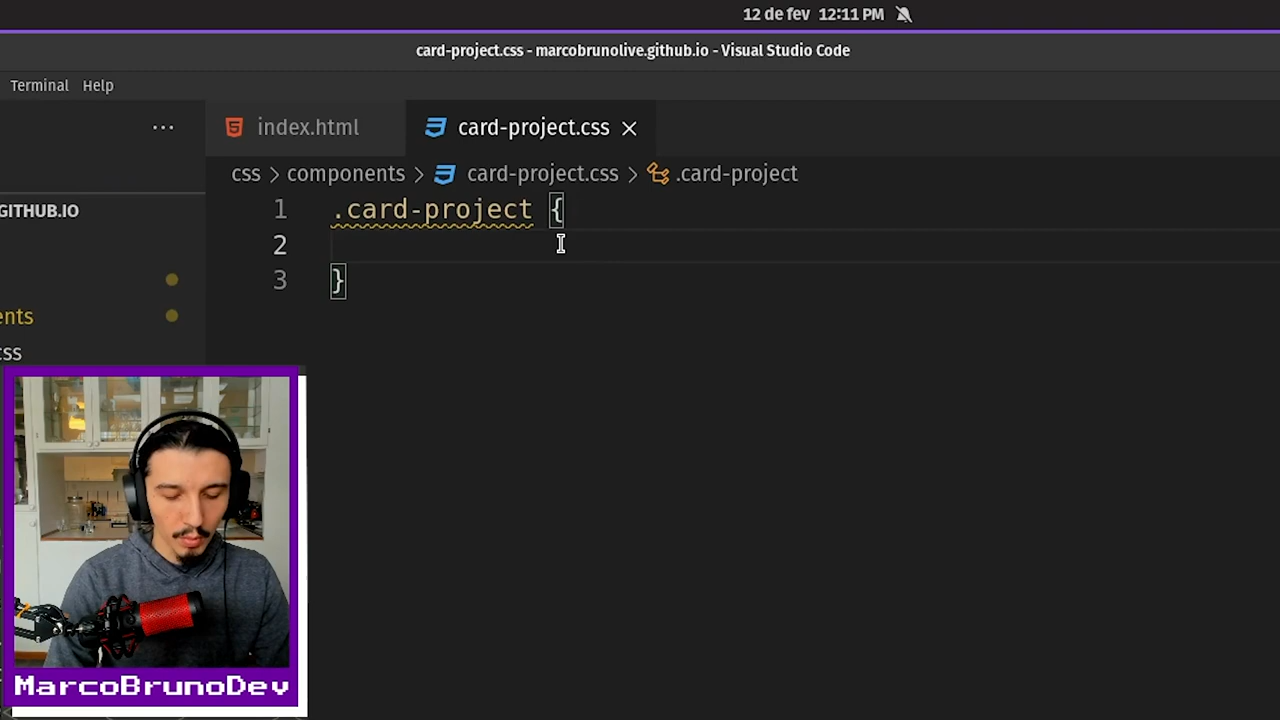 12 de fev 12:11 PM
card-project.css - marcobrunolive.github.io - Visual Studio Code
Terminal Help
··· index.html card-project.css
css > components > card-project.css > .card-project
GITHUB.IO
1 .card-project {
2
3 }
ents
css
MarcoBrunoDev